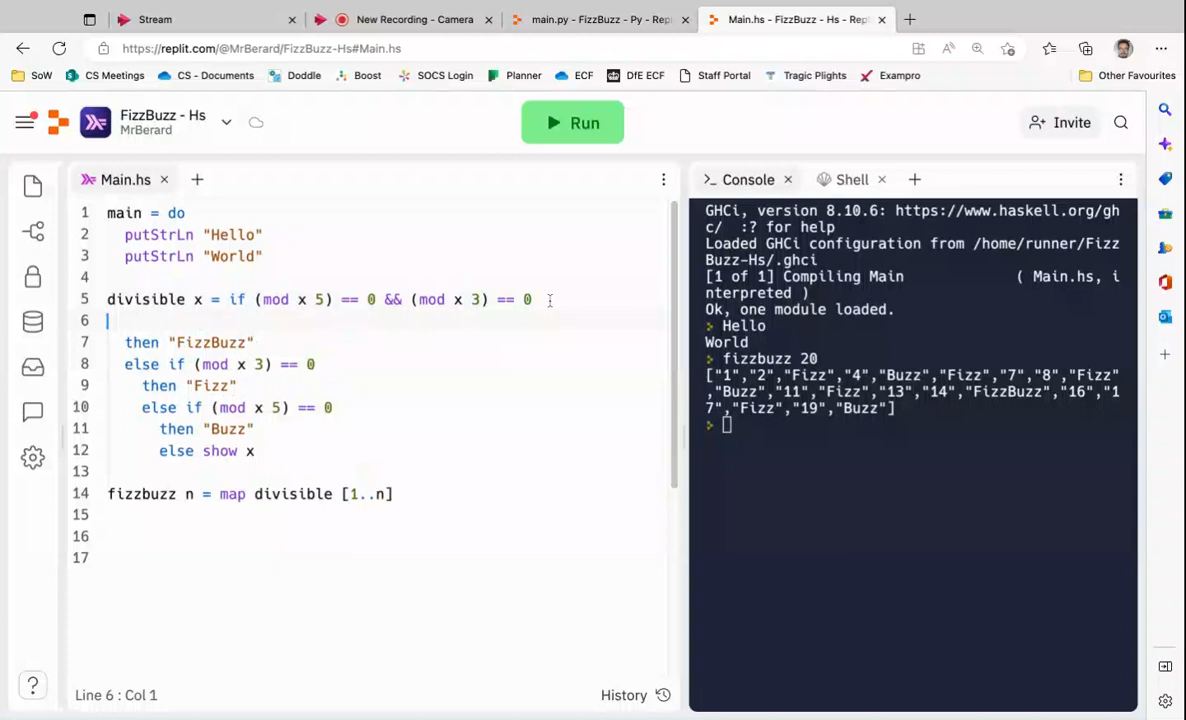 Stream
New Recording - Camera
main.py - FizzBuzz - Py - Repl
Main.hs - FizzBuzz - Hs - Repl
https://replit.com/@MrBerard/FizzBuzz-Hs#Main.hs
SoW
CS Meetings
CS - Documents
Doddle
Boost
SOCS Login
Planner
ECF
DfE ECF
Staff Portal
Tragic Plights
Exampro
Other Favourites
FizzBuzz - Hs
MrBerard
Run
Invite
Main.hs
1 main = do
2 putStrLn "Hello"
3 putStrLn "World"
4
5 divisible x = if (mod x 5) == 0 && (mod x 3) == 0
6
7 then "FizzBuzz"
8 else if (mod x 3) == 0
9 then "Fizz"
10 else if (mod x 5) == 0
11 then "Buzz"
12 else show x
13
14 fizzbuzz n = map divisible [1..n]
15
16
17
Line 6 : Col 1
History
Console
Shell
GHCi, version 8.10.6: https://www.haskell.org/gh
c/ :? for help
Loaded GHCi configuration from /home/runner/Fizz
Buzz-Hs/.ghci
[1 of 1] Compiling Main ( Main.hs, i
nterpreted )
Ok, one module loaded.
> Hello
World
> fizzbuzz 20
["1","2","Fizz","4","Buzz","Fizz","7","8","Fizz"
,"Buzz","11","Fizz","13","14","FizzBuzz","16","1
7","Fizz","19","Buzz"]
>